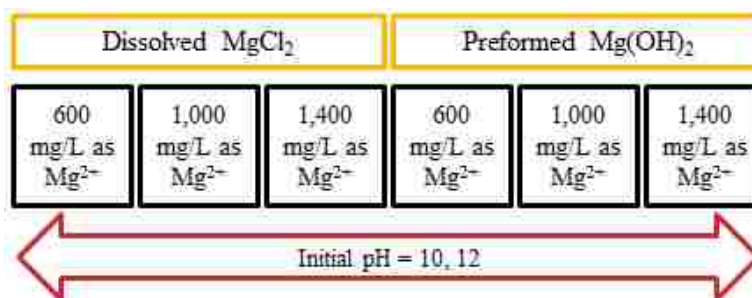 Dissolved MgCl₂
Preformed Mg(OH)₂
600
mg/L as
Mg²⁺
1,000
mg/L as
Mg²⁺
1,400
mg/L as
Mg²⁺
600
mg/L as
Mg²⁺
1,000
mg/L as
Mg²⁺
1,400
mg/L as
Mg²⁺
Initial pH = 10, 12